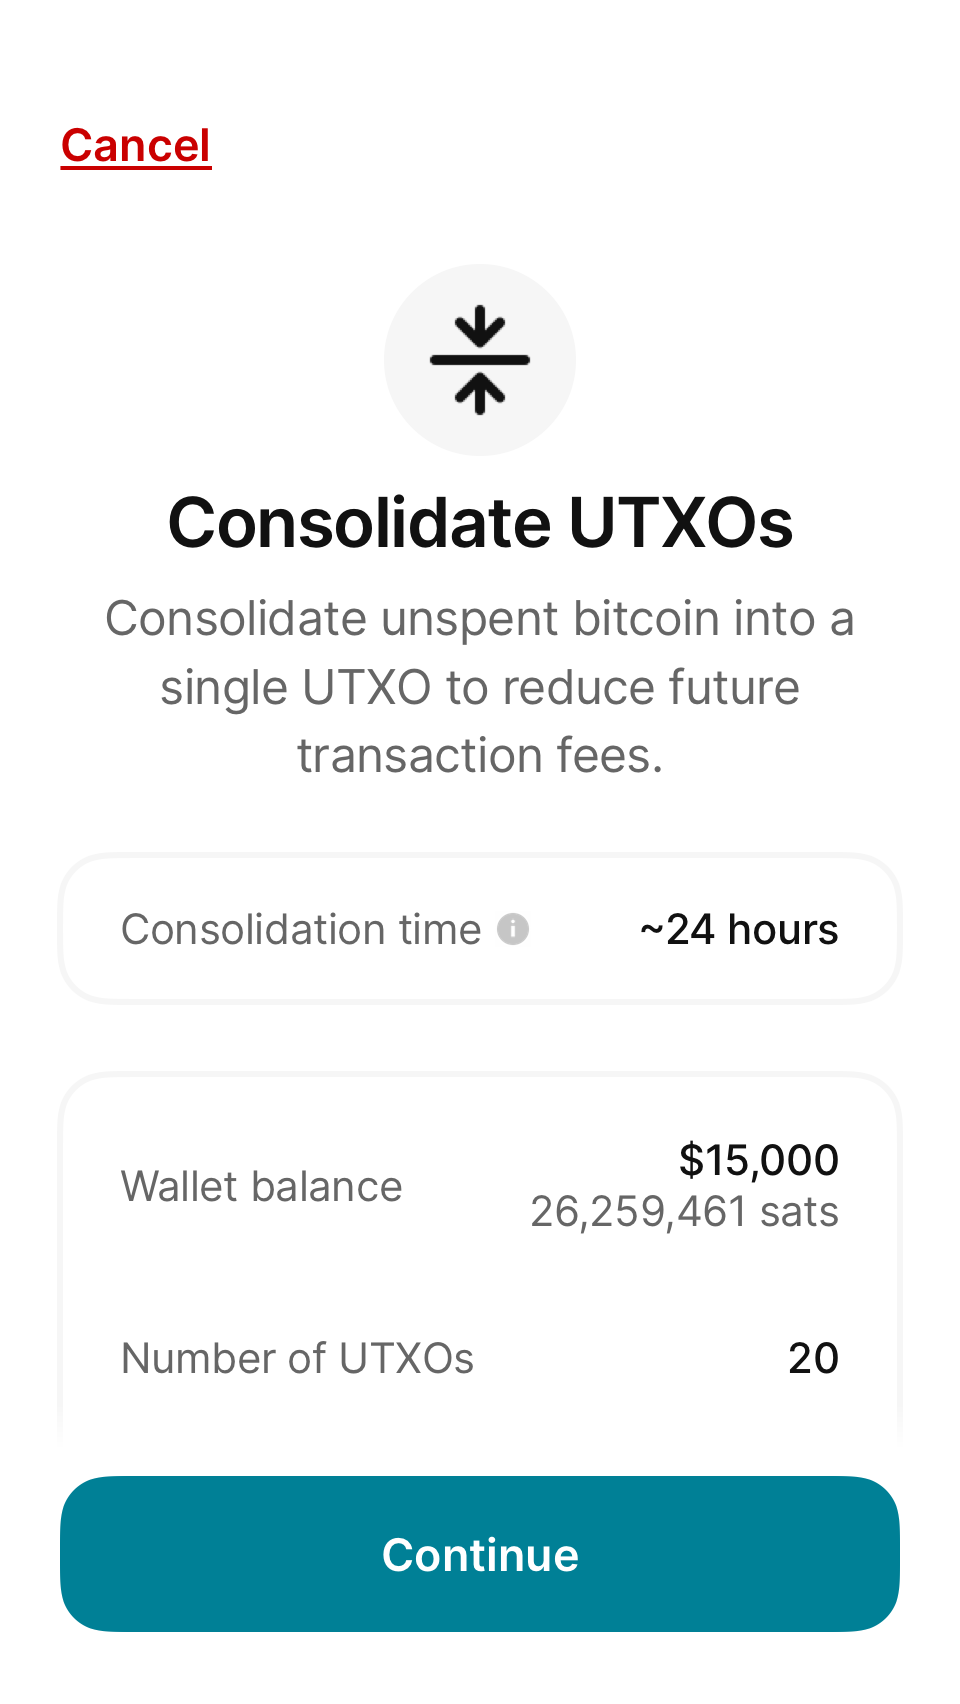 Cancel
Consolidate UTXOs
Consolidate unspent bitcoin into a
single UTXO to reduce future
transaction fees.
Consolidation time ~24 hours
Wallet balance $15,000
26,259,461 sats
Number of UTXOs 20
Continue